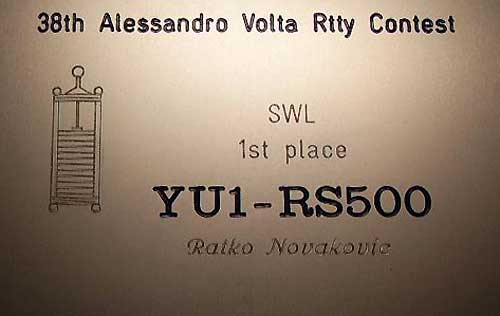 38th Alessandro Volta Rtty Contest
SWL
1st place
YU1-RS500
Ratko Novakovic